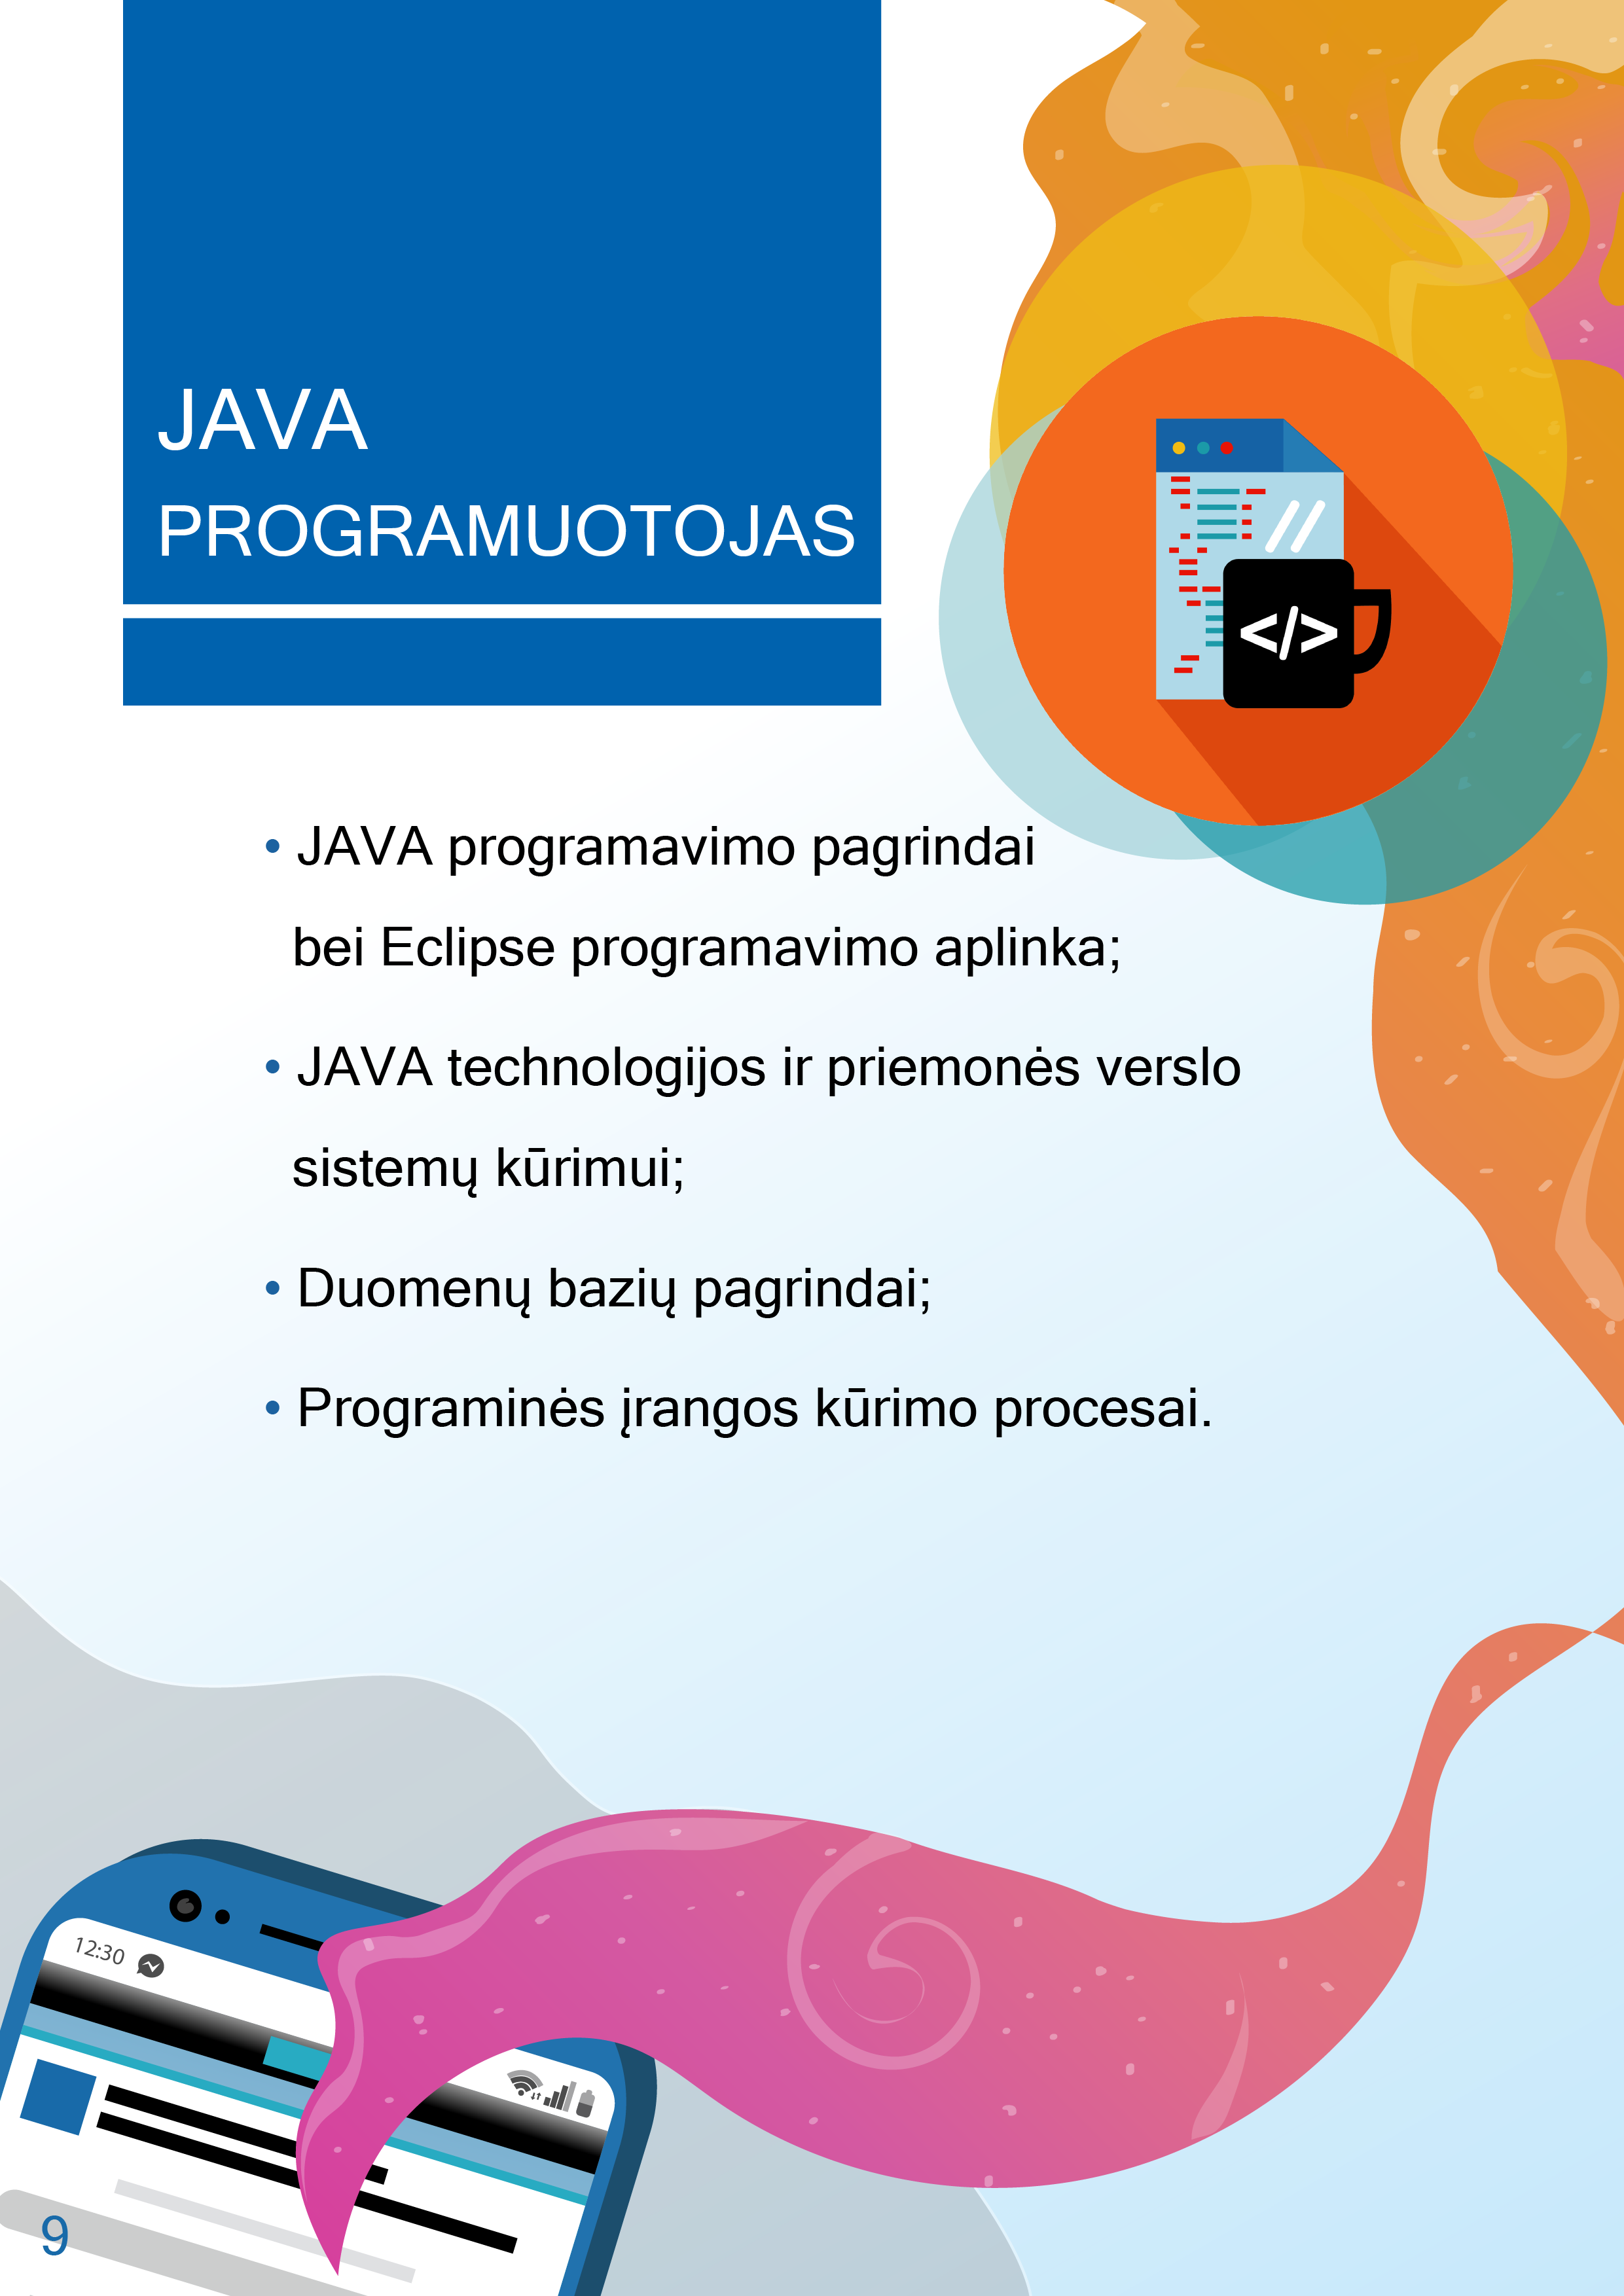 JAVA
PROGRAMUOTOJAS
</>
• JAVA programavimo pagrindai
bei Eclipse programavimo aplinka;
• JAVA technologijos ir priemonės verslo
sistemų kūrimui;
• Duomenų bazių pagrindai;
• Programinės įrangos kūrimo procesai.
12:30
9